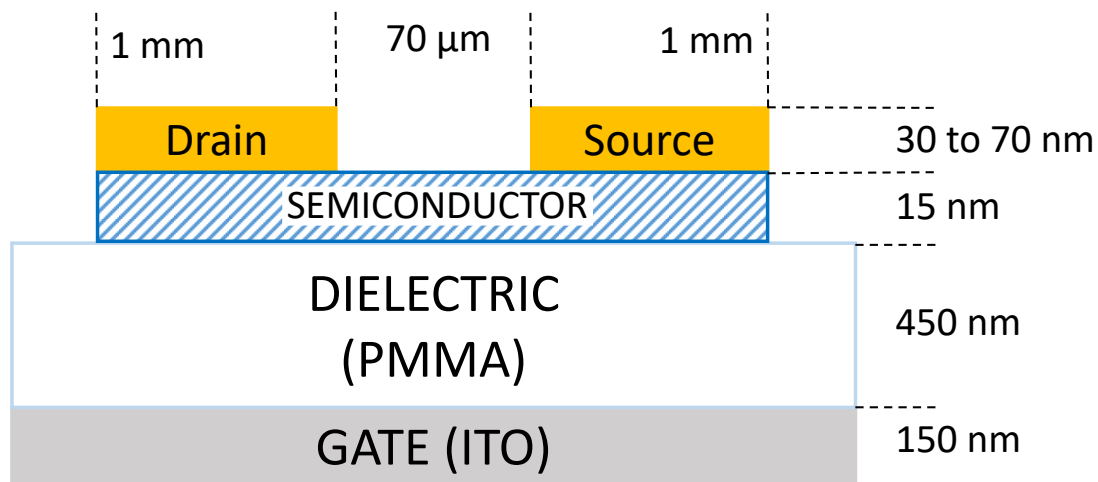 1 mm
70 µm
1 mm
Drain
Source
30 to 70 nm
SEMICONDUCTOR
15 nm
DIELECTRIC
(PMMA)
450 nm
GATE (ITO)
150 nm